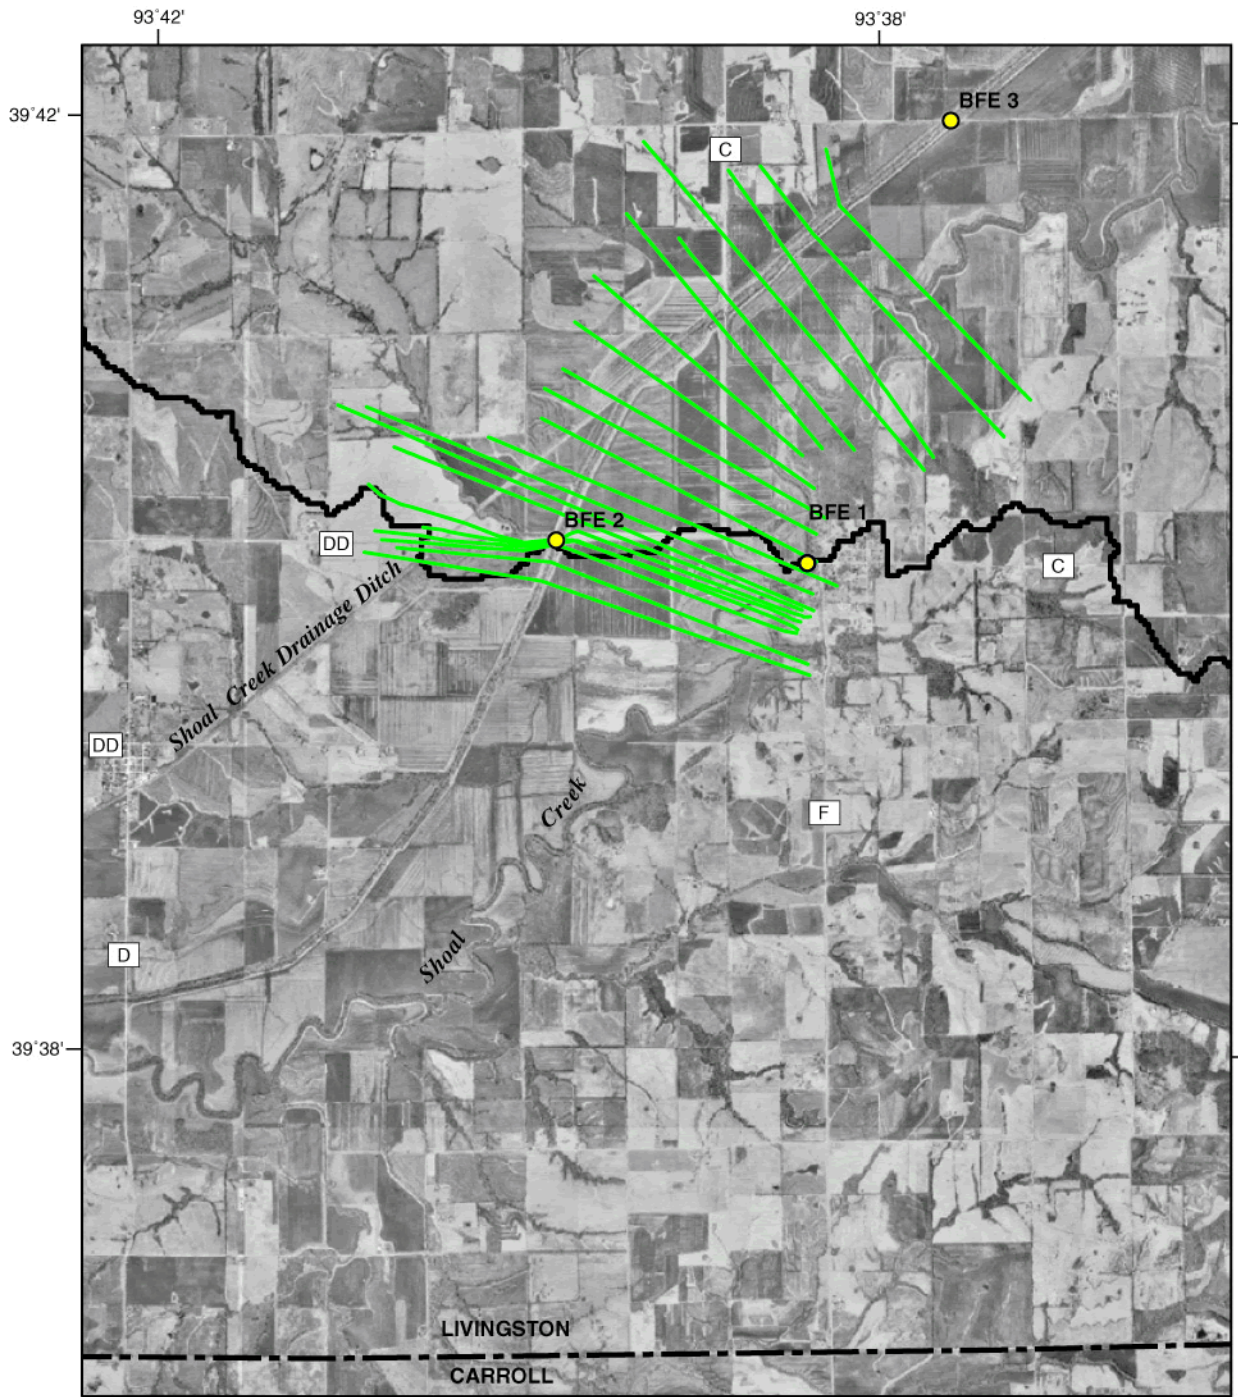 93°42'
93°38'
39°42'
BFE 3
C
BFE 1
BFE 2
DD
C
Shoal Creek Drainage Ditch
DD
Creek
F
Shoal
D
39°38'
LIVINGSTON
CARROLL